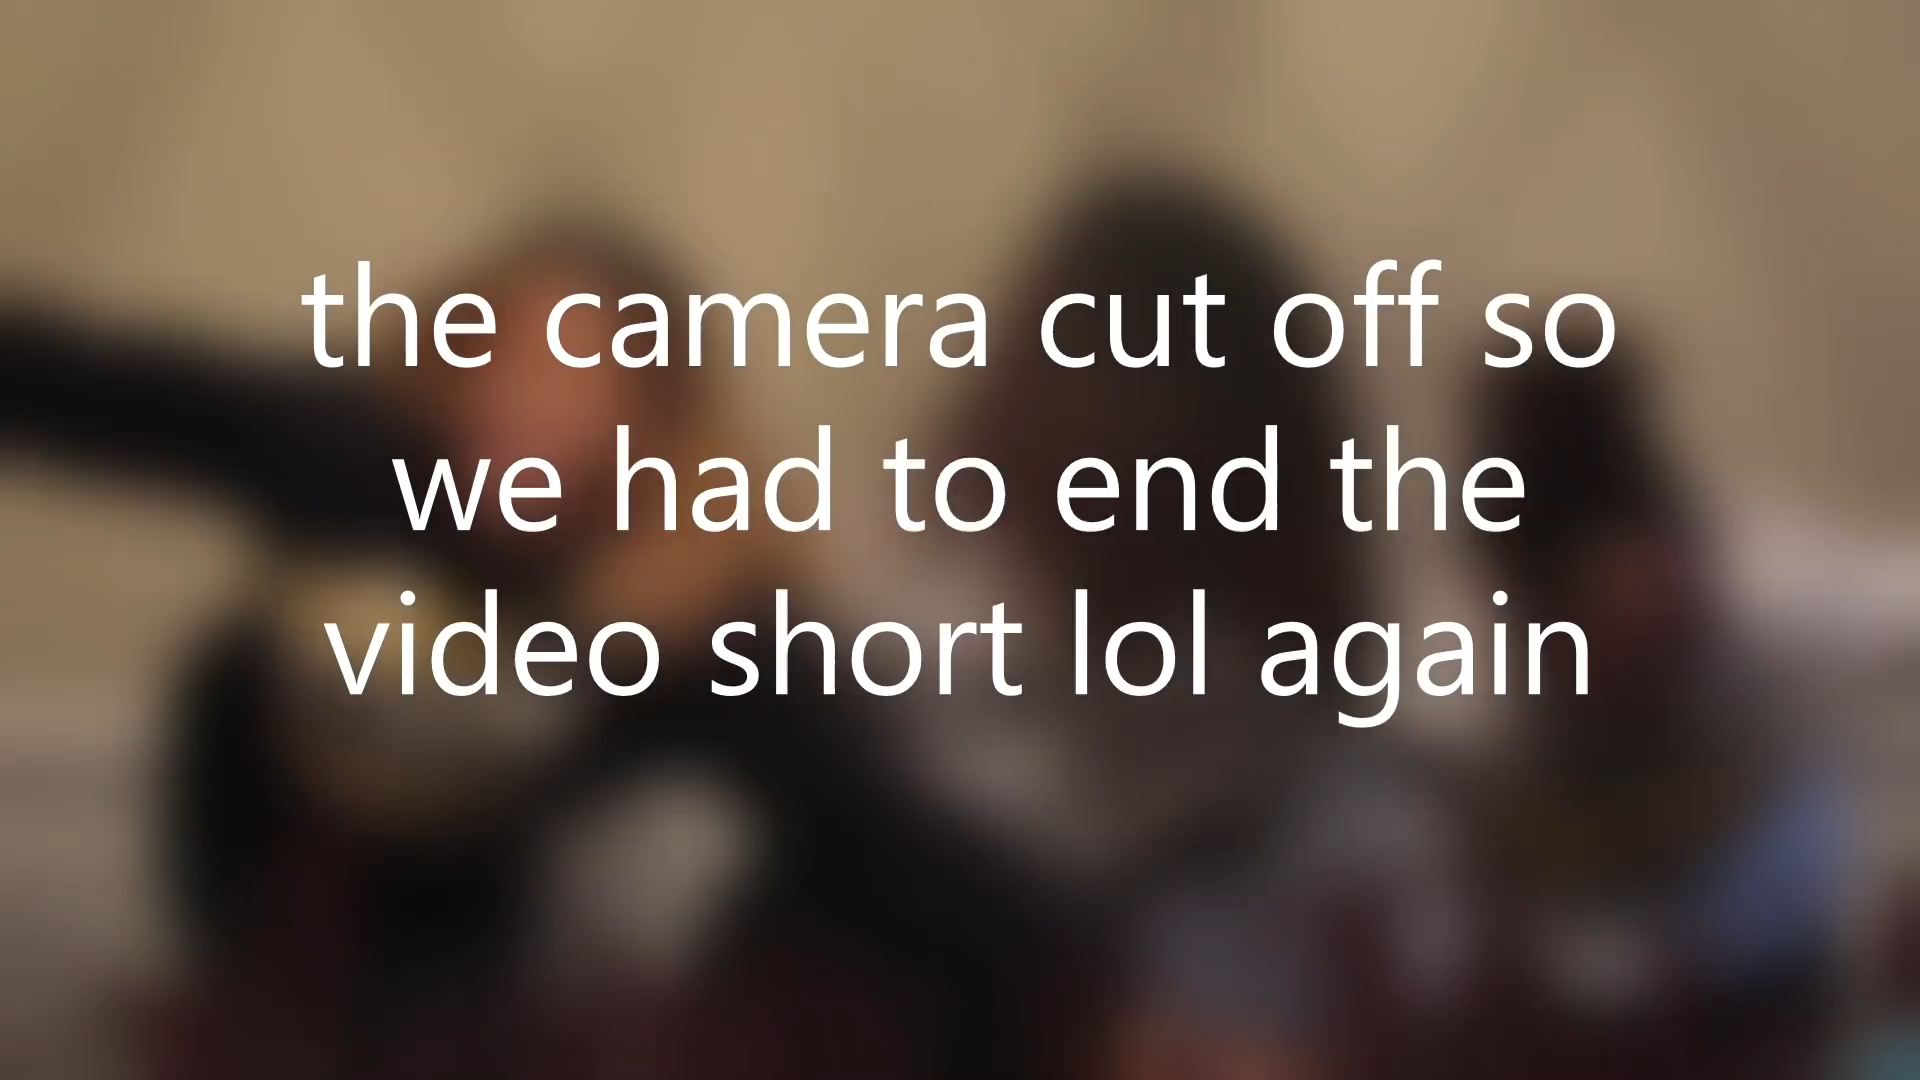 the camera cut off so
we had to end the
video short lol again